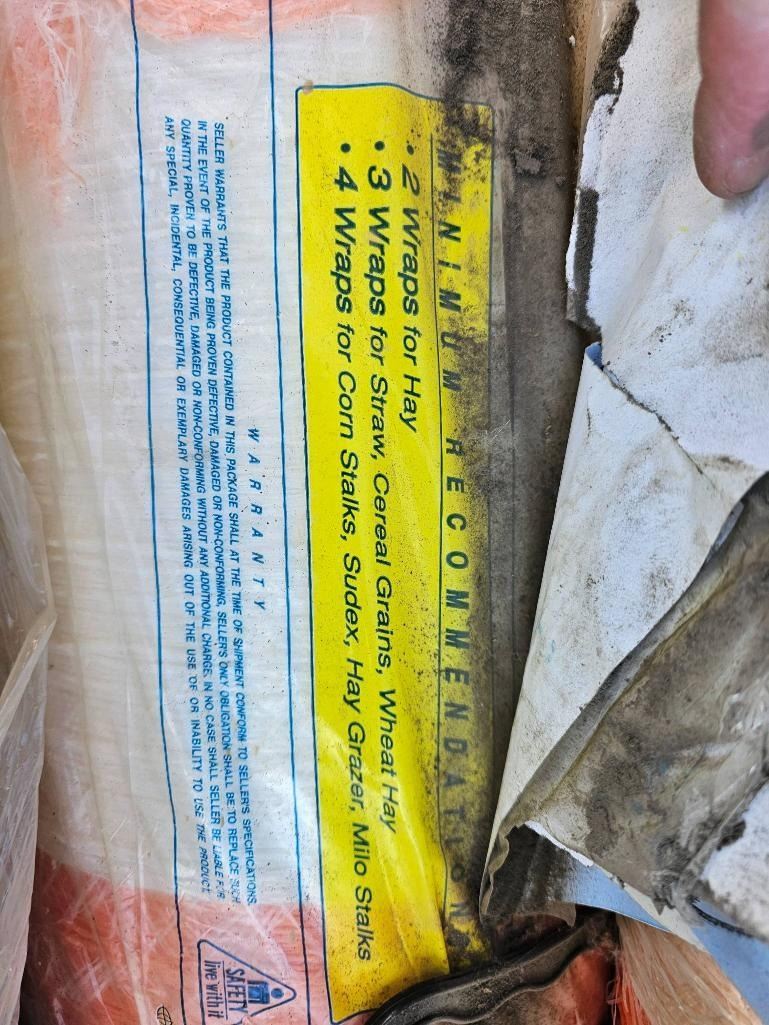 MINIMUM RECOMMENDATION
• 2 Wraps for Hay
• 3 Wraps for Straw, Cereal Grains, Wheat Hay
• 4 Wraps for Corn Stalks, Sudex, Hay Grazer, Milo Stalks
WARRANTY
SELLER WARRANTS THAT THE PRODUCT CONTAINED IN THIS PACKAGE SHALL AT THE TIME OF SHIPMENT CONFORM TO SELLER'S SPECIFICATIONS.
IN THE EVENT OF THE PRODUCT BEING PROVEN DEFECTIVE, DAMAGED OR NON-CONFORMING, SELLER'S ONLY OBLIGATION SHALL BE TO REPLACE SUCH
QUANTITY PROVEN TO BE DEFECTIVE, DAMAGED OR NON-CONFORMING WITHOUT ANY ADDITIONAL CHARGE. IN NO CASE SHALL SELLER BE LIABLE FOR
ANY SPECIAL, INCIDENTAL, CONSEQUENTIAL OR EXEMPLARY DAMAGES ARISING OUT OF THE USE OF OR INABILITY TO USE THE PRODUCT.
SAFETY
live with it